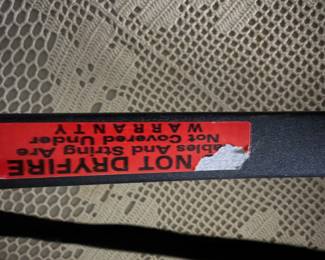 NOT DRYFIRE
ables And String Are
Not Covered Under
WARRANTY